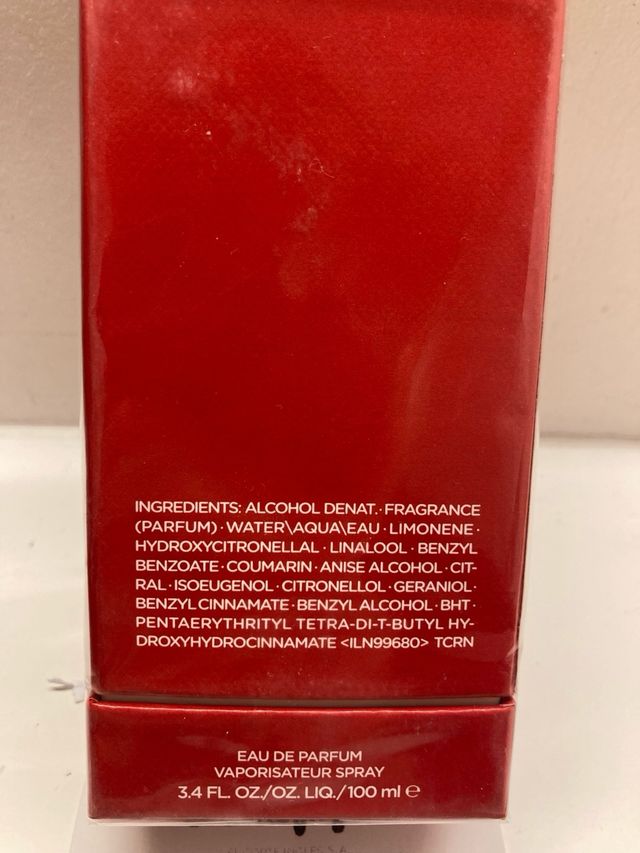 INGREDIENTS: ALCOHOL DENAT.·FRAGRANCE
(PARFUM)·WATER\AQUA\EAU·LIMONENE·
HYDROXYCITRONELLAL·LINALOOL·BENZYL
BENZOATE·COUMARIN·ANISE ALCOHOL·CIT-
RAL·ISOEUGENOL·CITRONELLOL·GERANIOL·
BENZYL CINNAMATE·BENZYL ALCOHOL·BHT·
PENTAERYTHRITYL TETRA-DI-T-BUTYL HY-
DROXYHYDROCINNAMATE <ILN99680> TCRN
EAU DE PARFUM
VAPORISATEUR SPRAY
3.4 FL. OZ./OZ. LIQ./100 ml ℮